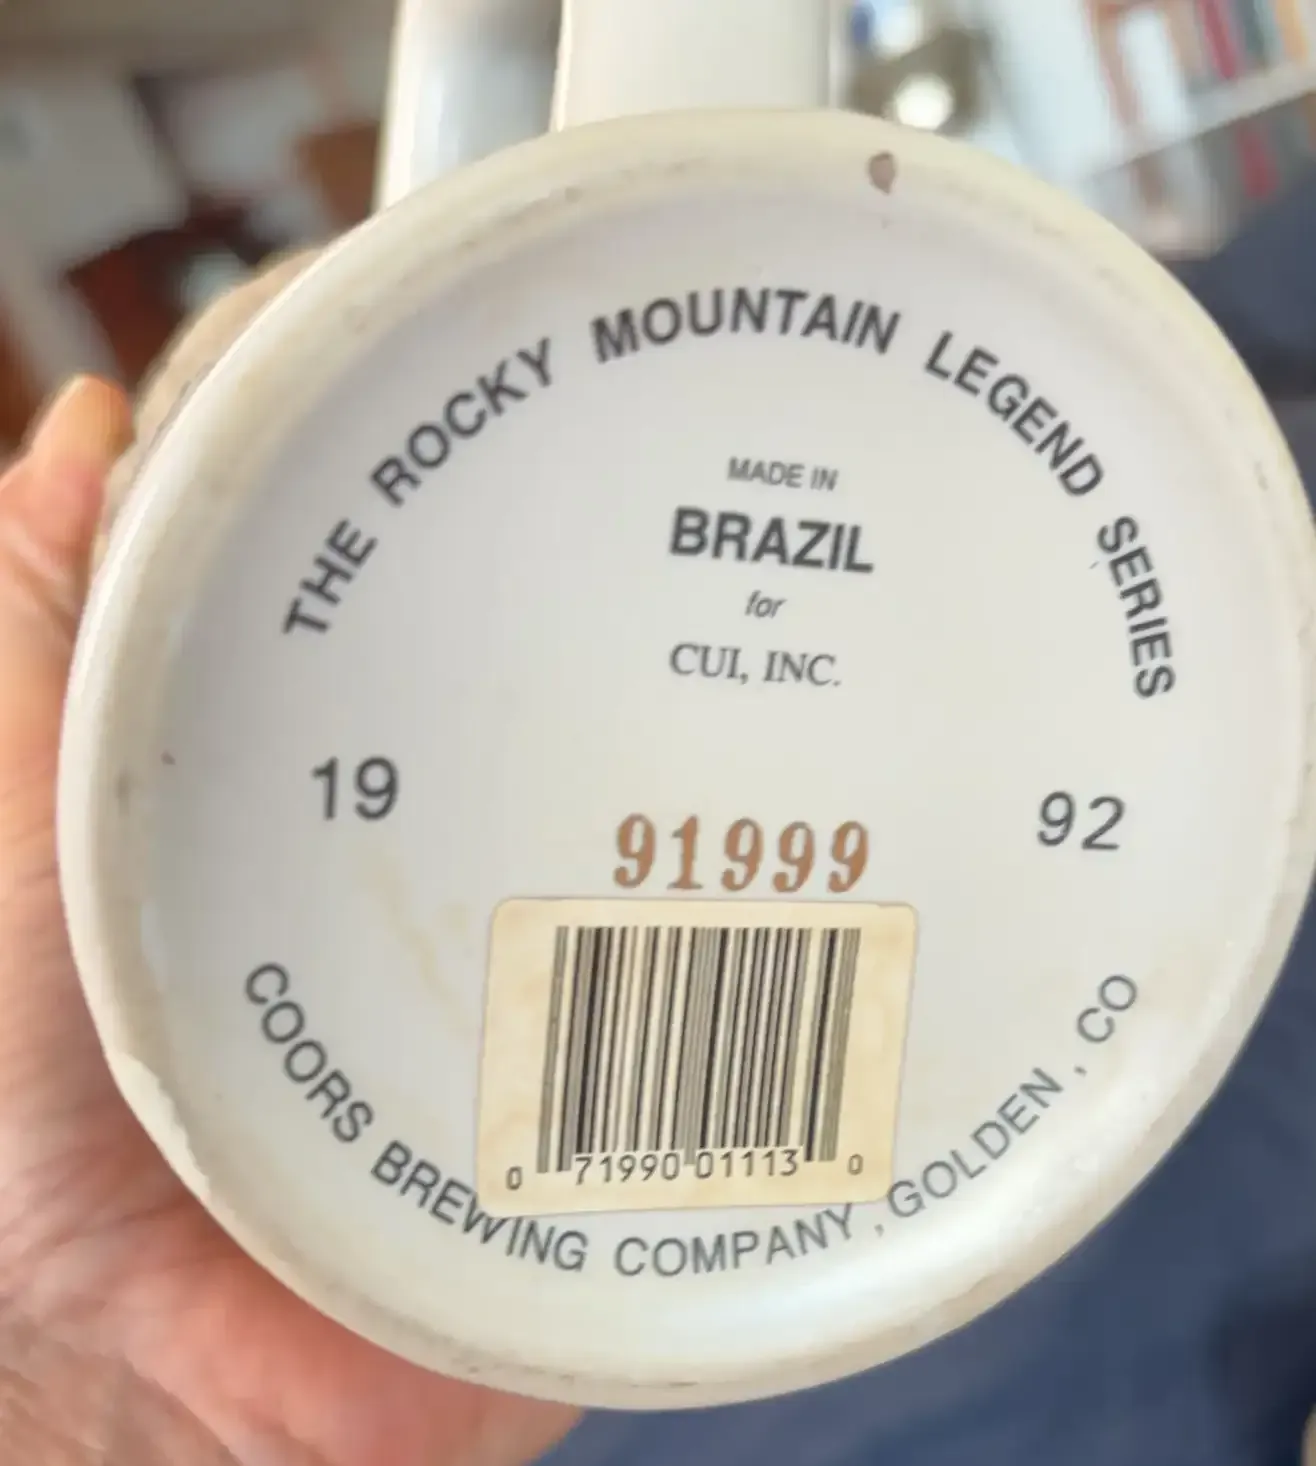 THE ROCKY MOUNTAIN LEGEND SERIES
MADE IN
BRAZIL
for
CUI, INC.
19 92
91999
0 71990 01113 0
COORS BREWING COMPANY, GOLDEN, CO